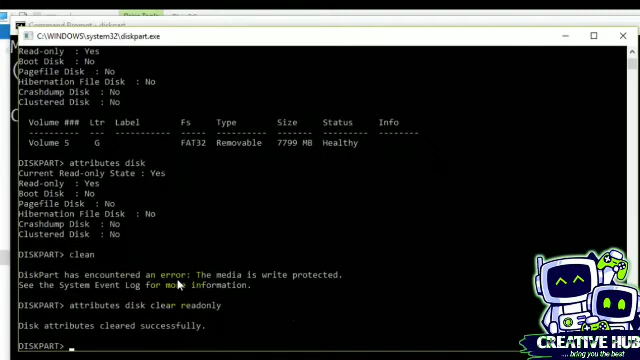 Command Prompt - diskpart
C:\WINDOWS\system32\diskpart.exe
Read-only : Yes
Boot Disk : No
Pagefile Disk : No
Hibernation File Disk : No
Crashdump Disk : No
Clustered Disk : No
Volume ### Ltr Label Fs Type Size Status Info
---------- --- ----------- ----- ---------- ------- --------- --------
Volume 5 G FAT32 Removable 7799 MB Healthy
DISKPART> attributes disk
Current Read-only State : Yes
Read-only : Yes
Boot Disk : No
Pagefile Disk : No
Hibernation File Disk : No
Crashdump Disk : No
Clustered Disk : No
DISKPART> clean
DiskPart has encountered an error: The media is write protected.
See the System Event Log for more information.
DISKPART> attributes disk clear readonly
Disk attributes cleared successfully.
DISKPART>
CREATIVE HUB
... bring you the best